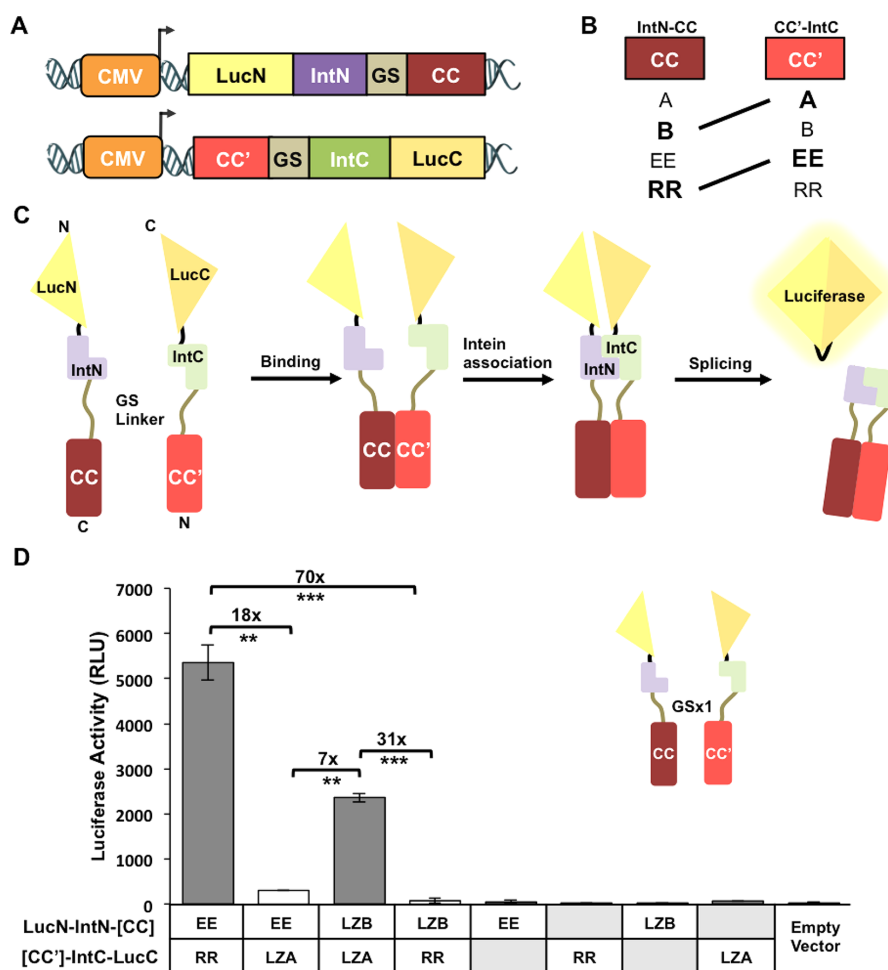 A
CMV
LucN
IntN
GS
CC
CMV
CC'
GS
IntC
LucC
B
IntN-CC
CC'-IntC
CC
CC'
A
A
B
B
EE
EE
RR
RR
C
N
C
LucN
LucC
IntN
IntC
GS
Linker
CC
CC'
C
N
Binding
CC
CC'
Intein
association
IntC
IntN
Splicing
Luciferase
D
Luciferase Activity (RLU)
7000
6000
5000
4000
3000
2000
1000
0
70x
***
18x
**
7x
**
31x
***
GSx1
CC
CC'
LucN-IntN-[CC]
EE
EE
LZB
LZB
EE
LZB
Empty
Vector
[CC']-IntC-LucC
RR
LZA
LZA
RR
RR
LZA